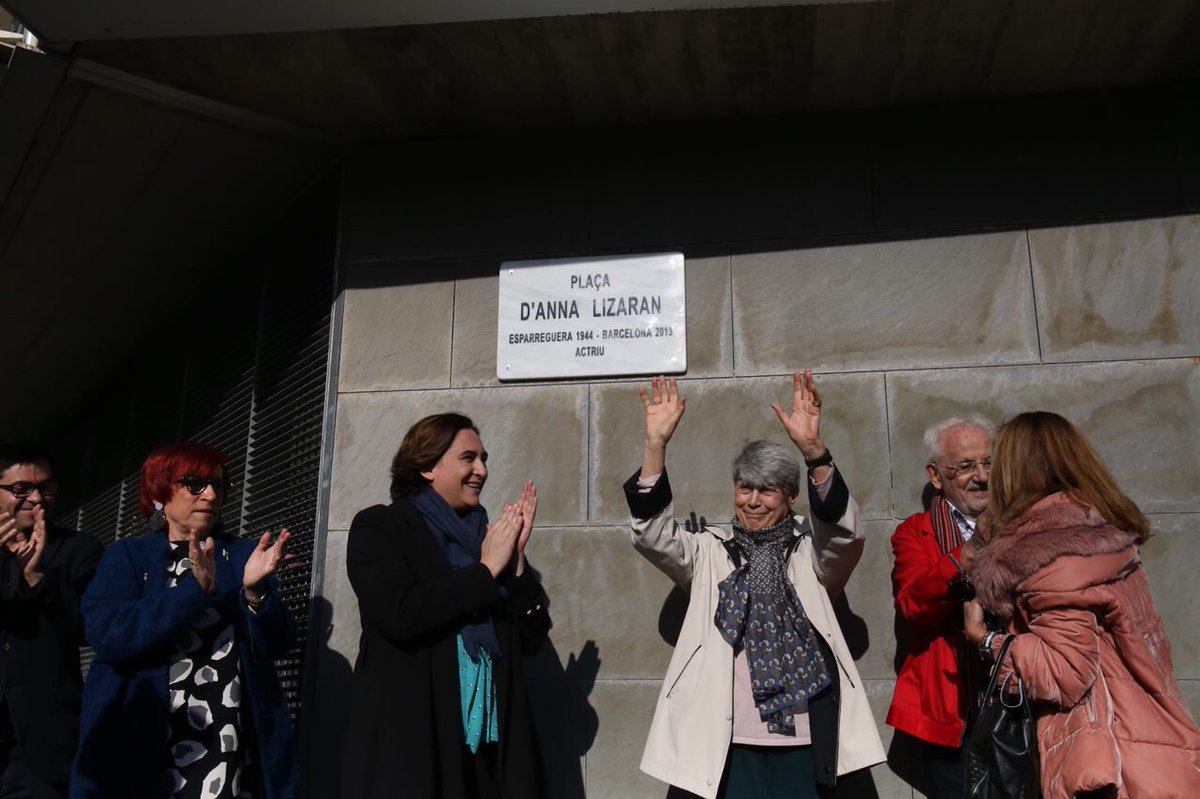 PLAÇA
D'ANNA LIZARAN
ESPARREGUERA 1944 - BARCELONA 2013
ACTRIU